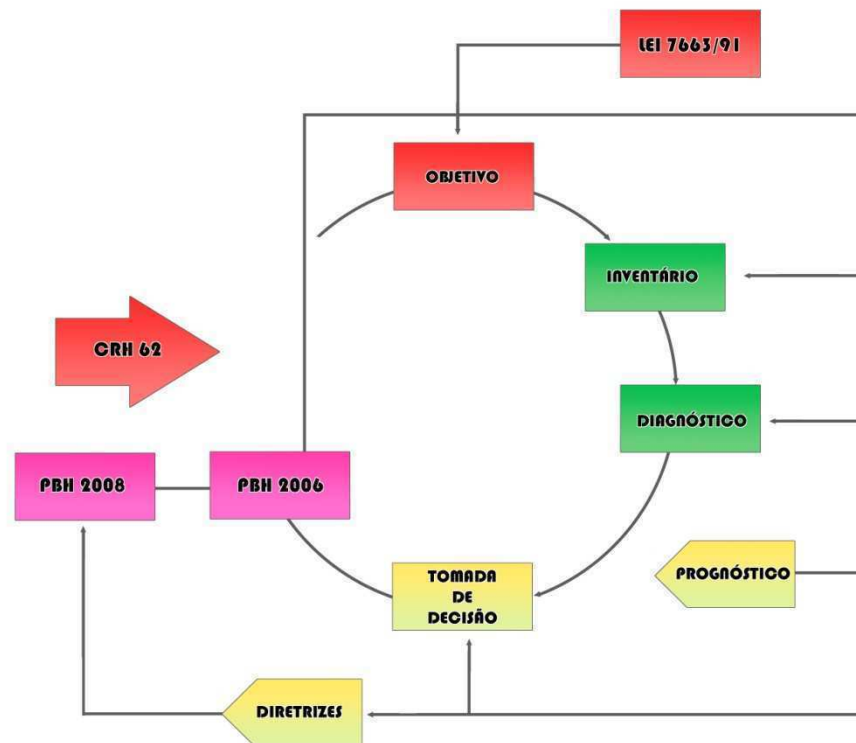 LEI 7663/91
OBJETIVO
INVENTÁRIO
CRH 62
DIAGNÓSTICO
PBH 2008
PBH 2006
TOMADA
DE
DECISÃO
PROGNÓSTICO
DIRETRIZES